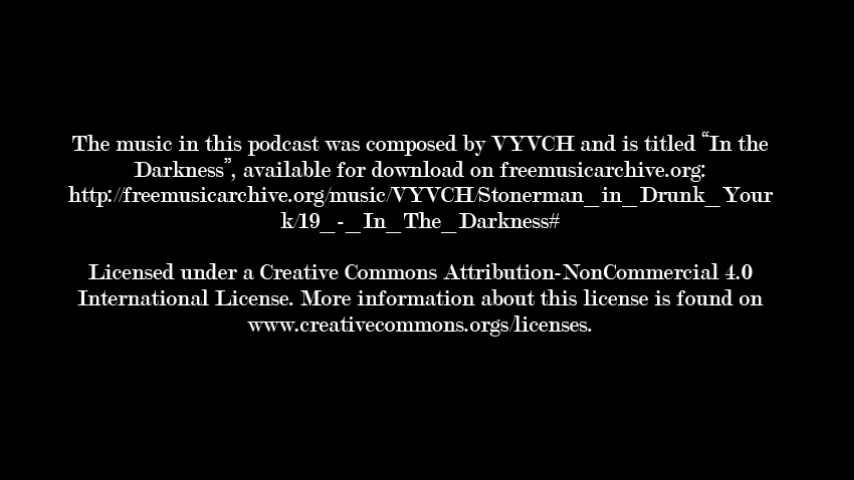 The music in this podcast was composed by VYVCH and is titled “In the
Darkness”, available for download on freemusicarchive.org:
http://freemusicarchive.org/music/VYVCH/Stonerman_in_Drunk_Your
k/19_-_In_The_Darkness#
Licensed under a Creative Commons Attribution-NonCommercial 4.0
International License. More information about this license is found on
www.creativecommons.orgs/licenses.